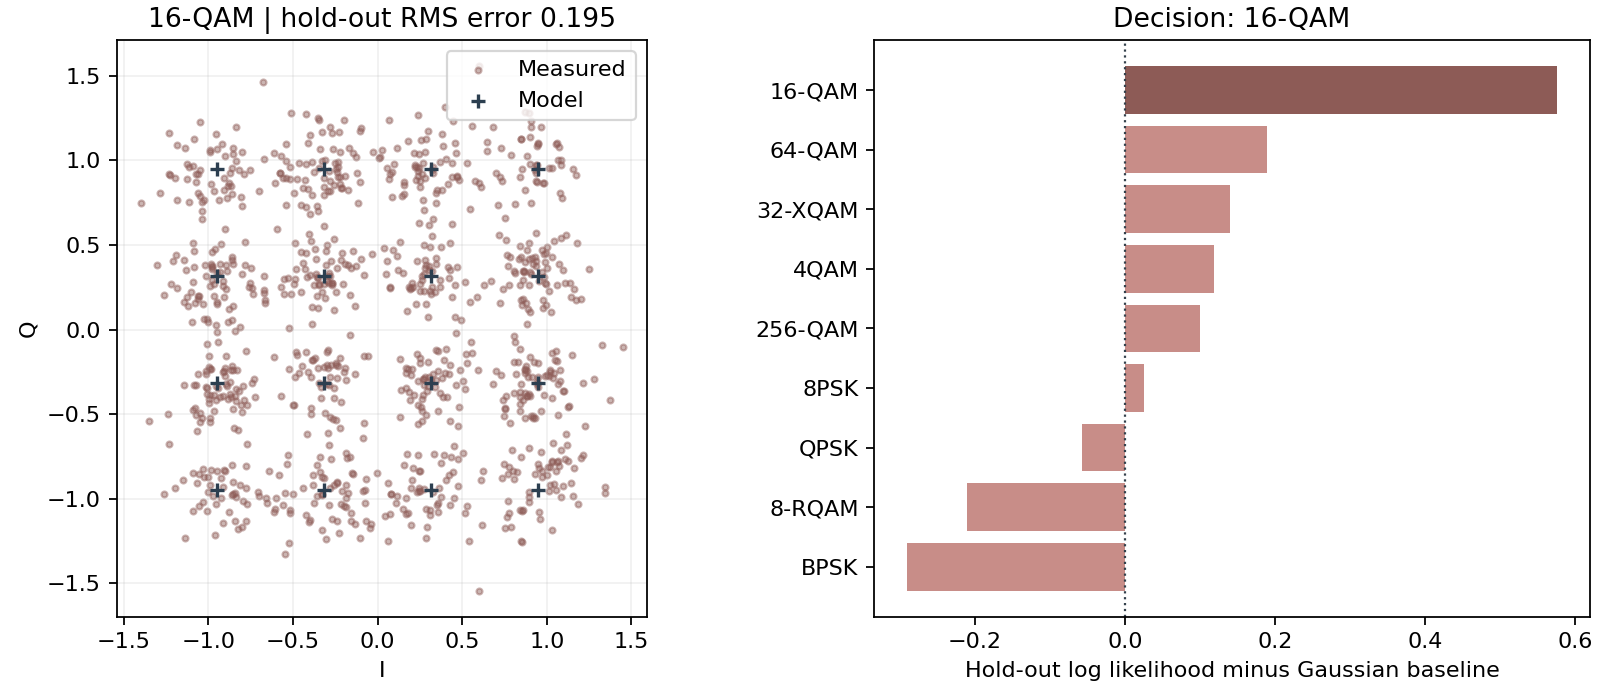 16-QAM | hold-out RMS error 0.195
Measured
Model
1.5
1.0
0.5
0.0
−0.5
−1.0
−1.5
Q
−1.5
−1.0
−0.5
0.0
0.5
1.0
1.5
I
Decision: 16-QAM
16-QAM
64-QAM
32-XQAM
4QAM
256-QAM
8PSK
QPSK
8-RQAM
BPSK
−0.2
0.0
0.2
0.4
0.6
Hold-out log likelihood minus Gaussian baseline